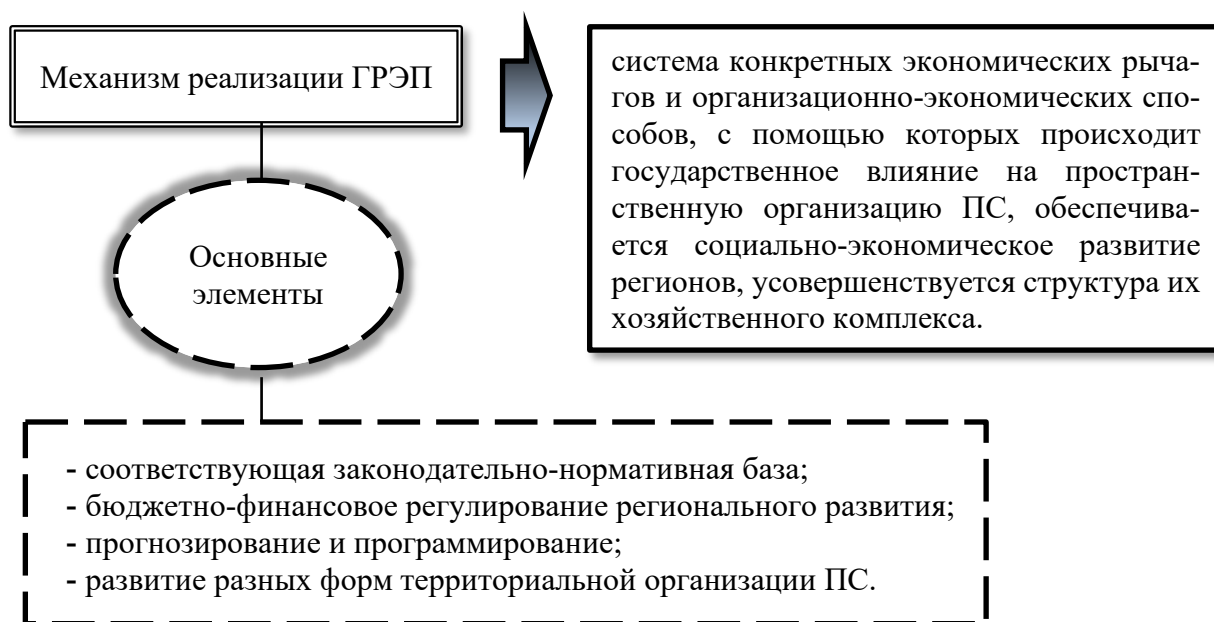 Механизм реализации ГРЭП
система конкретных экономических рыча-
гов и организационно-экономических спо-
собов, с помощью которых происходит
государственное влияние на простран-
ственную организацию ПС, обеспечива-
ется социально-экономическое развитие
регионов, усовершенствуется структура их
хозяйственного комплекса.
Основные
элементы
- соответствующая законодательно-нормативная база;
- бюджетно-финансовое регулирование регионального развития;
- прогнозирование и программирование;
- развитие разных форм территориальной организации ПС.